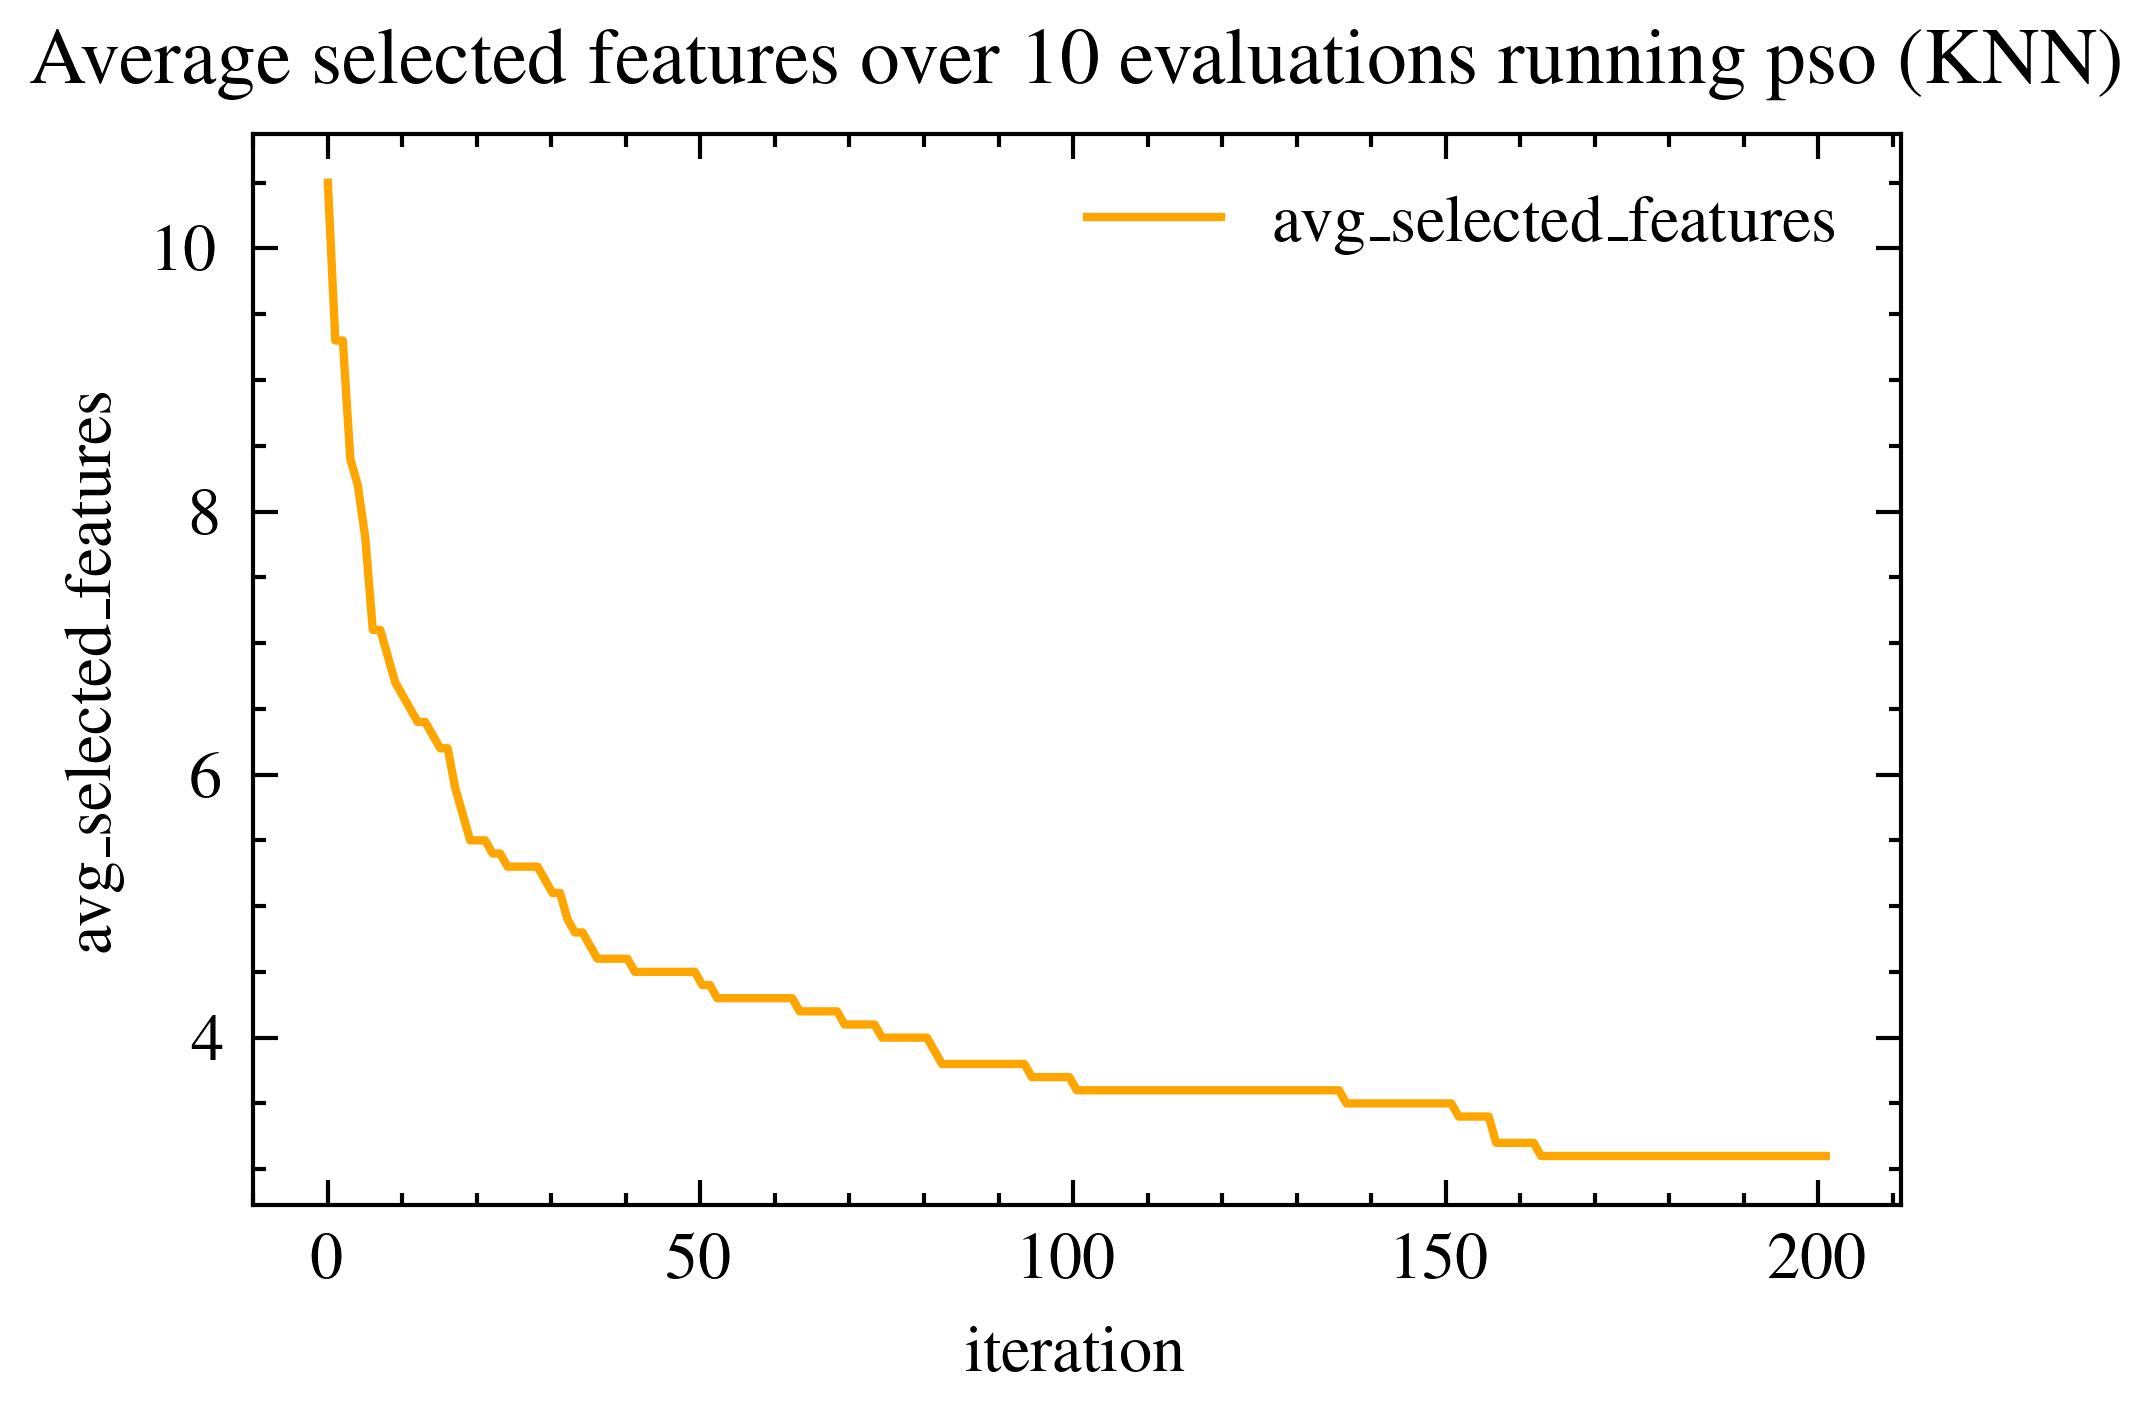 Average selected features over 10 evaluations running pso (KNN)
avg_selected_features
10
8
6
4
avg_selected_features
0 50 100 150 200
iteration